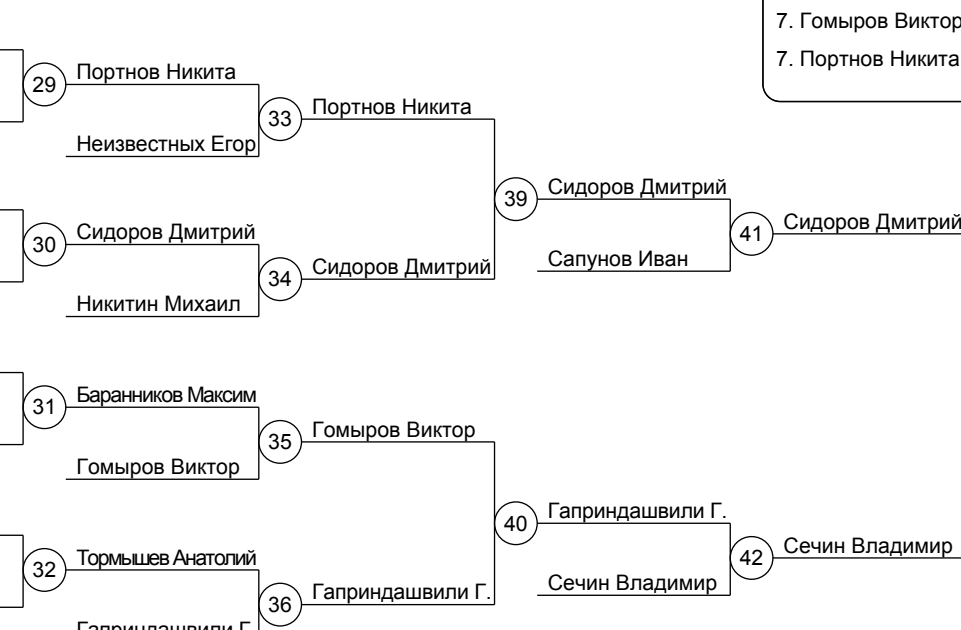 7. Гомыров Виктор
7. Портнов Никита
29
Портнов Никита
33
Портнов Никита
Неизвестных Егор
39
Сидоров Дмитрий
30
Сидоров Дмитрий
41
Сидоров Дмитрий
34
Сидоров Дмитрий
Сапунов Иван
Никитин Михаил
31
Баранников Максим
35
Гомыров Виктор
Гомыров Виктор
40
Гаприндашвили Г.
32
Тормышев Анатолий
42
Сечин Владимир
36
Гаприндашвили Г.
Сечин Владимир
Гаприндашвили Г.